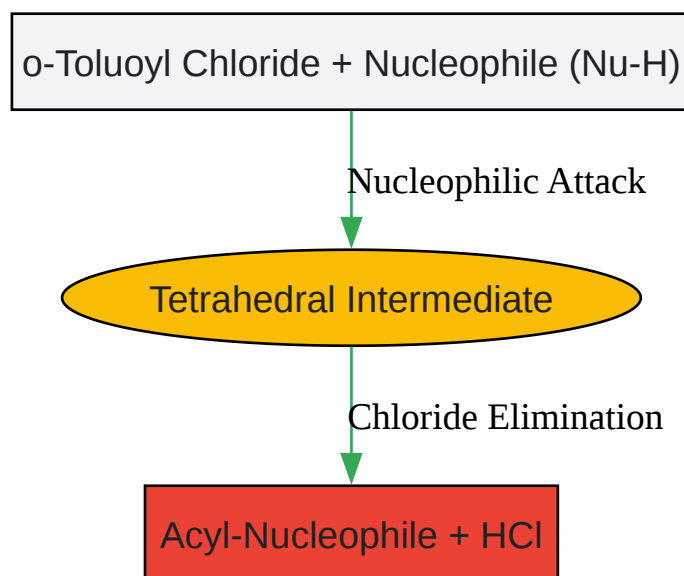 o-Toluoyl Chloride + Nucleophile (Nu-H)
Nucleophilic Attack
Tetrahedral Intermediate
Chloride Elimination
Acyl-Nucleophile + HCl